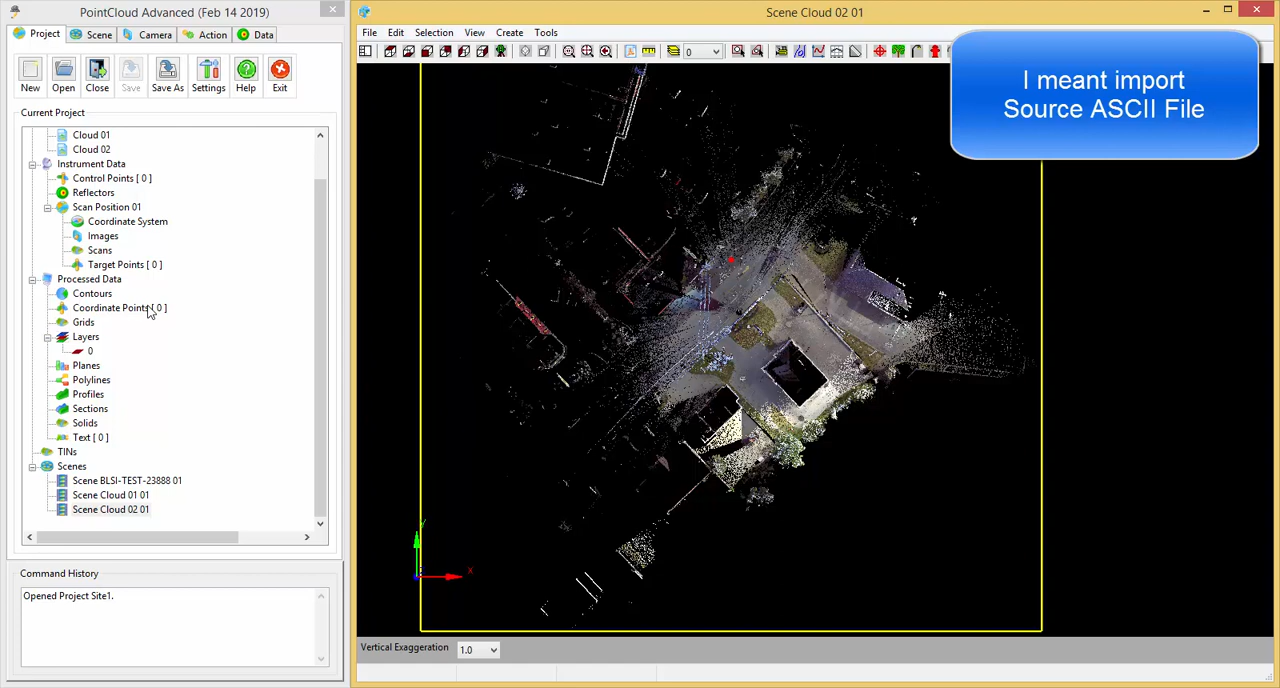 PointCloud Advanced (Feb 14 2019)
Project
Scene
Camera
Action
Data
New
Open
Close
Save
Save As
Settings
Help
Exit
Current Project
Cloud 01
Cloud 02
Instrument Data
Control Points [ 0 ]
Reflectors
Scan Position 01
Coordinate System
Images
Scans
Target Points [ 0 ]
Processed Data
Contours
Coordinate Points [ 0 ]
Grids
Layers
0
Planes
Polylines
Profiles
Sections
Solids
Text [ 0 ]
TINs
Scenes
Scene BLSI-TEST-23888 01
Scene Cloud 01 01
Scene Cloud 02 01
Command History
Opened Project Site1.
Scene Cloud 02 01
File
Edit
Selection
View
Create
Tools
0
I meant import
Source ASCII File
Y
X
Vertical Exaggeration
1.0